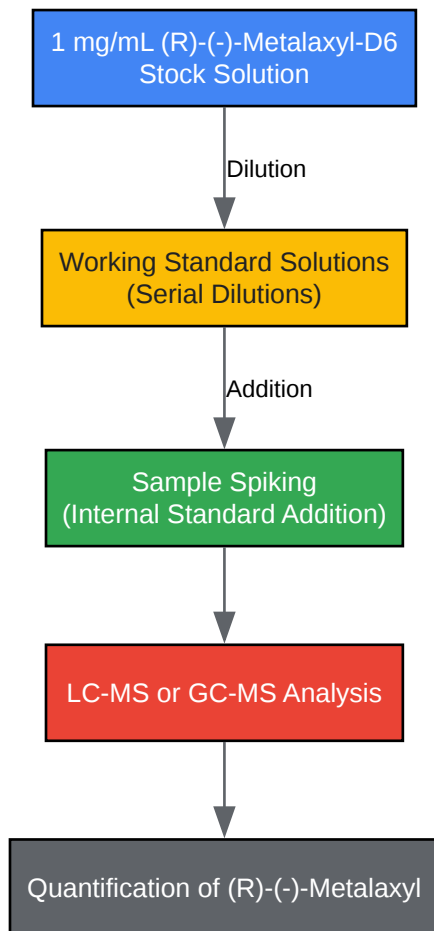 1 mg/mL (R)-(-)-Metalaxyl-D6
Stock Solution
Dilution
Working Standard Solutions
(Serial Dilutions)
Addition
Sample Spiking
(Internal Standard Addition)
LC-MS or GC-MS Analysis
Quantification of (R)-(-)-Metalaxyl